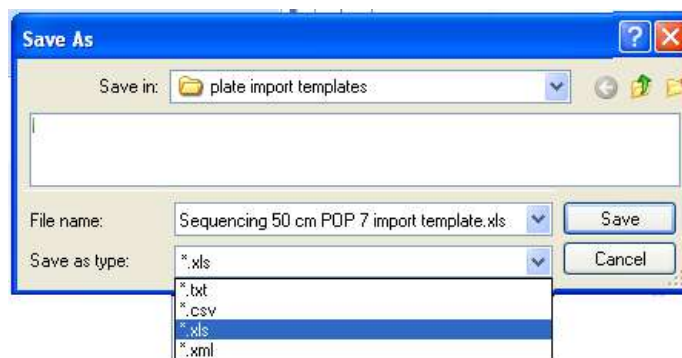 Save As
Save in: plate import templates
File name: Sequencing 50 cm POP 7 import template.xls Save
Save as type: *.xls Cancel
*.txt
*.csv
*.xls
*.xml